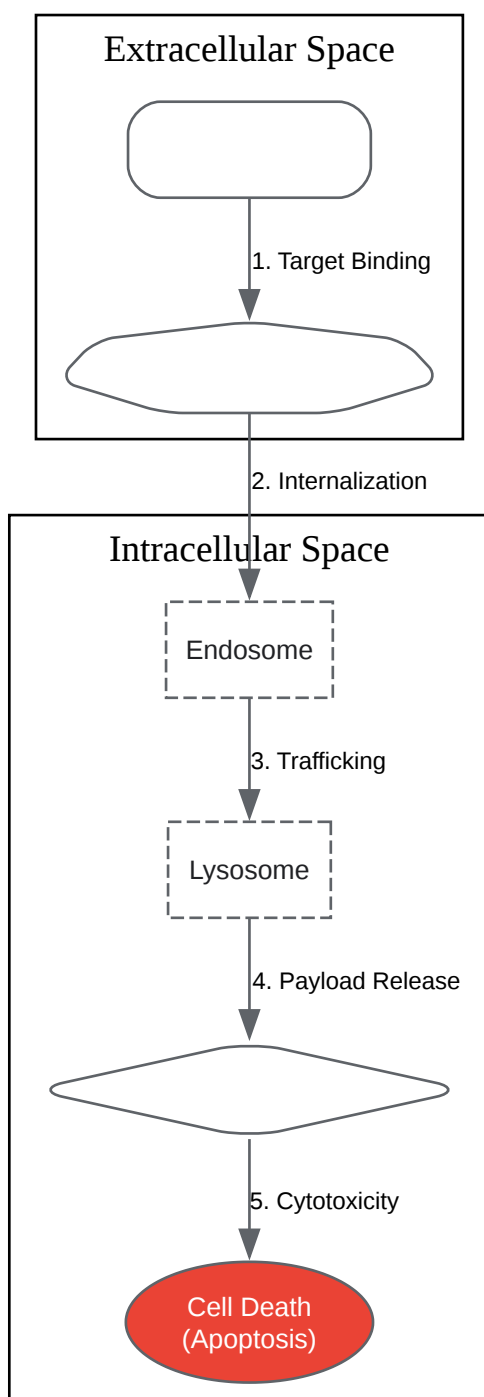 Extracellular Space
1. Target Binding
2. Internalization
Intracellular Space
Endosome
3. Trafficking
Lysosome
4. Payload Release
5. Cytotoxicity
Cell Death
(Apoptosis)